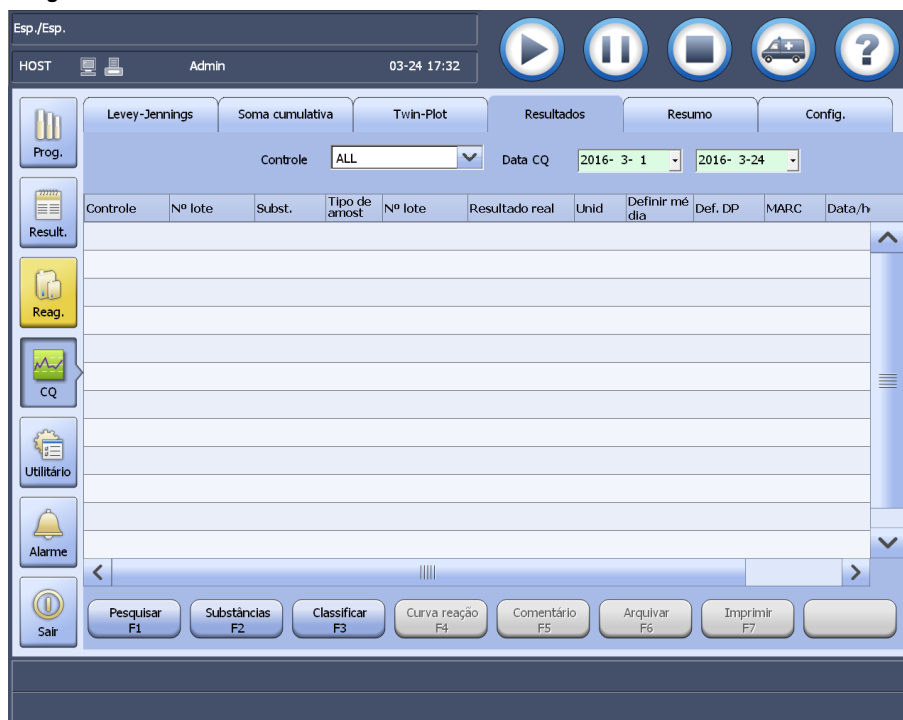 Esp./Esp.
HOST Admin 03-24 17:32
Levey-Jennings Soma cumulativa Twin-Plot Resultados Resumo Config.
Prog.
Controle ALL Data CQ 2016- 3- 1 2016- 3-24
Controle Nº lote Subst. Tipo de amost Nº lote Resultado real Unid Definir mé dia Def. DP MARC Data/h
Result.
Reag.
CQ
Utilitário
Alarme
Sair
Pesquisar F1 Substâncias F2 Classificar F3 Curva reação F4 Comentário F5 Arquivar F6 Imprimir F7